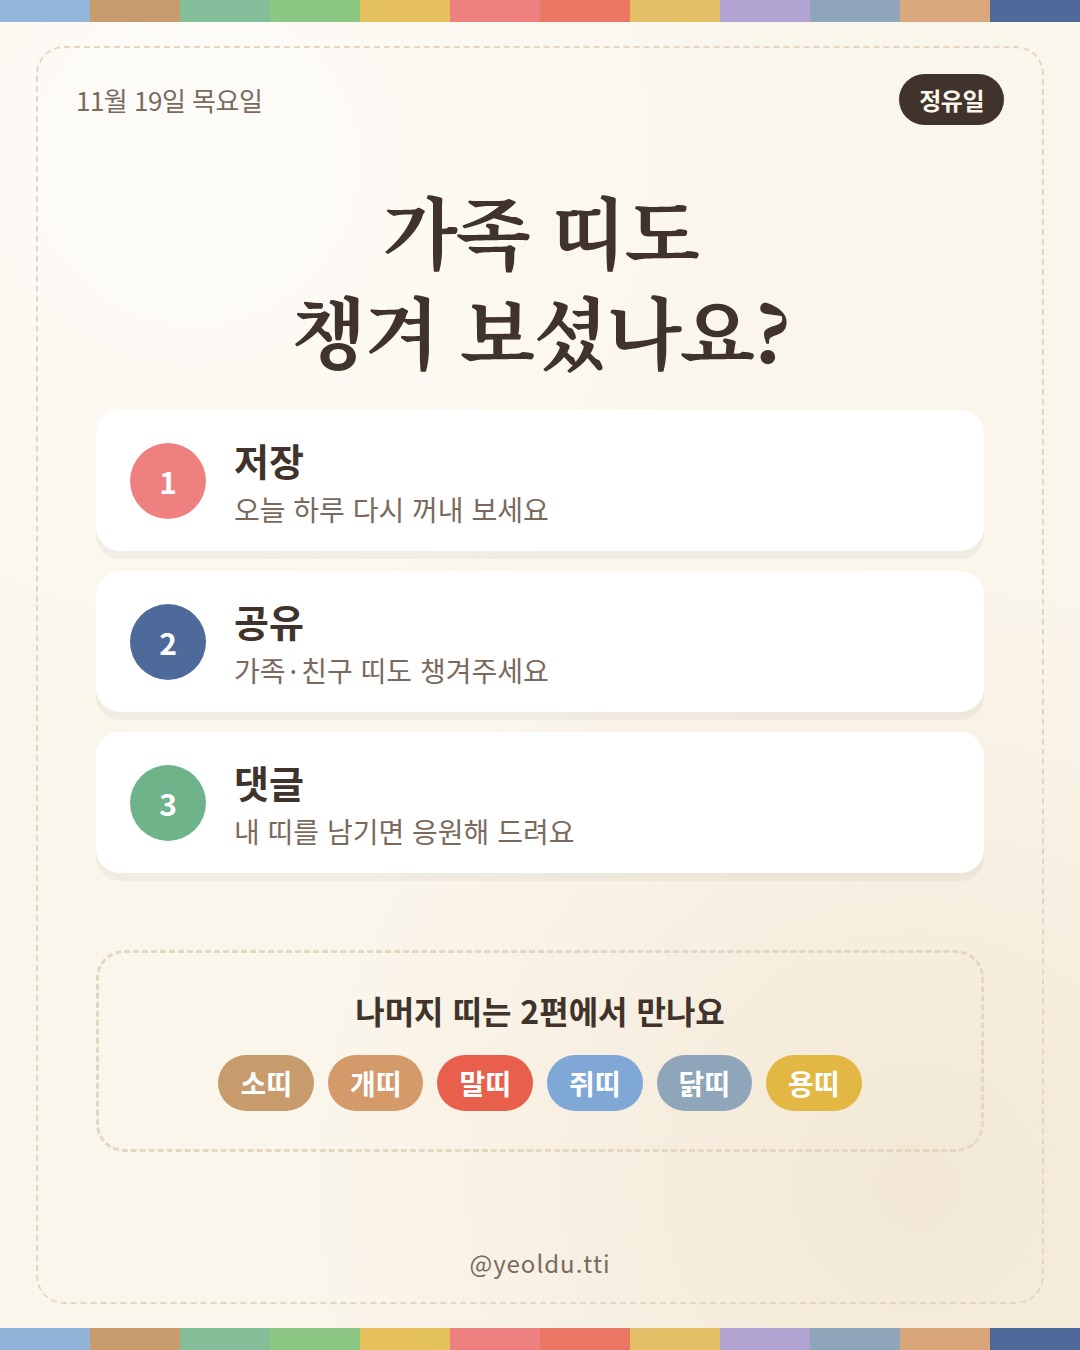 11월 19일 목요일
정유일
가족 띠도
챙겨 보셨나요?
1
저장
오늘 하루 다시 꺼내 보세요
2
공유
가족·친구 띠도 챙겨주세요
3
댓글
내 띠를 남기면 응원해 드려요
나머지 띠는 2편에서 만나요
소띠 개띠 말띠 쥐띠 닭띠 용띠
@yeoldu.tti